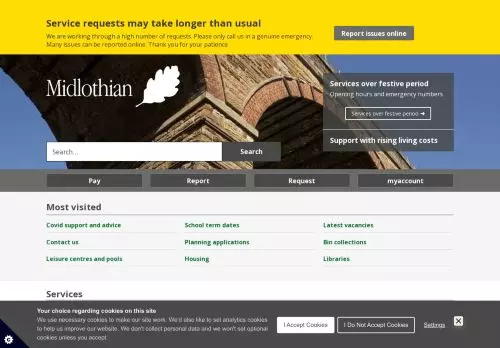 Service requests may take longer than usual
We are working through a high number of requests. Please only call us in a genuine emergency.
Many issues can be reported online. Thank you for your patience
Report issues online
Midlothian
Services over festive period
Opening hours and emergency numbers
Services over festive period ➜
Support with rising living costs
Search...
Search
Pay
Report
Request
myaccount
Most visited
Covid support and advice
School term dates
Latest vacancies
Contact us
Planning applications
Bin collections
Leisure centres and pools
Housing
Libraries
Services
Your choice regarding cookies on this site
We use necessary cookies to make our site work. We'd also like to set analytics cookies
to help us improve our website. We don't collect personal data and we won't set optional
cookies unless you accept
I Accept Cookies
I Do Not Accept Cookies
Settings